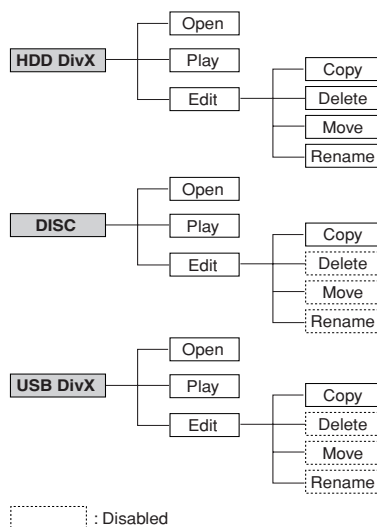 Open
HDD DivX
Play
Edit
Copy
Delete
Move
Rename
Open
DISC
Play
Edit
Copy
Delete
Move
Rename
Open
USB DivX
Play
Edit
Copy
Delete
Move
Rename
: Disabled